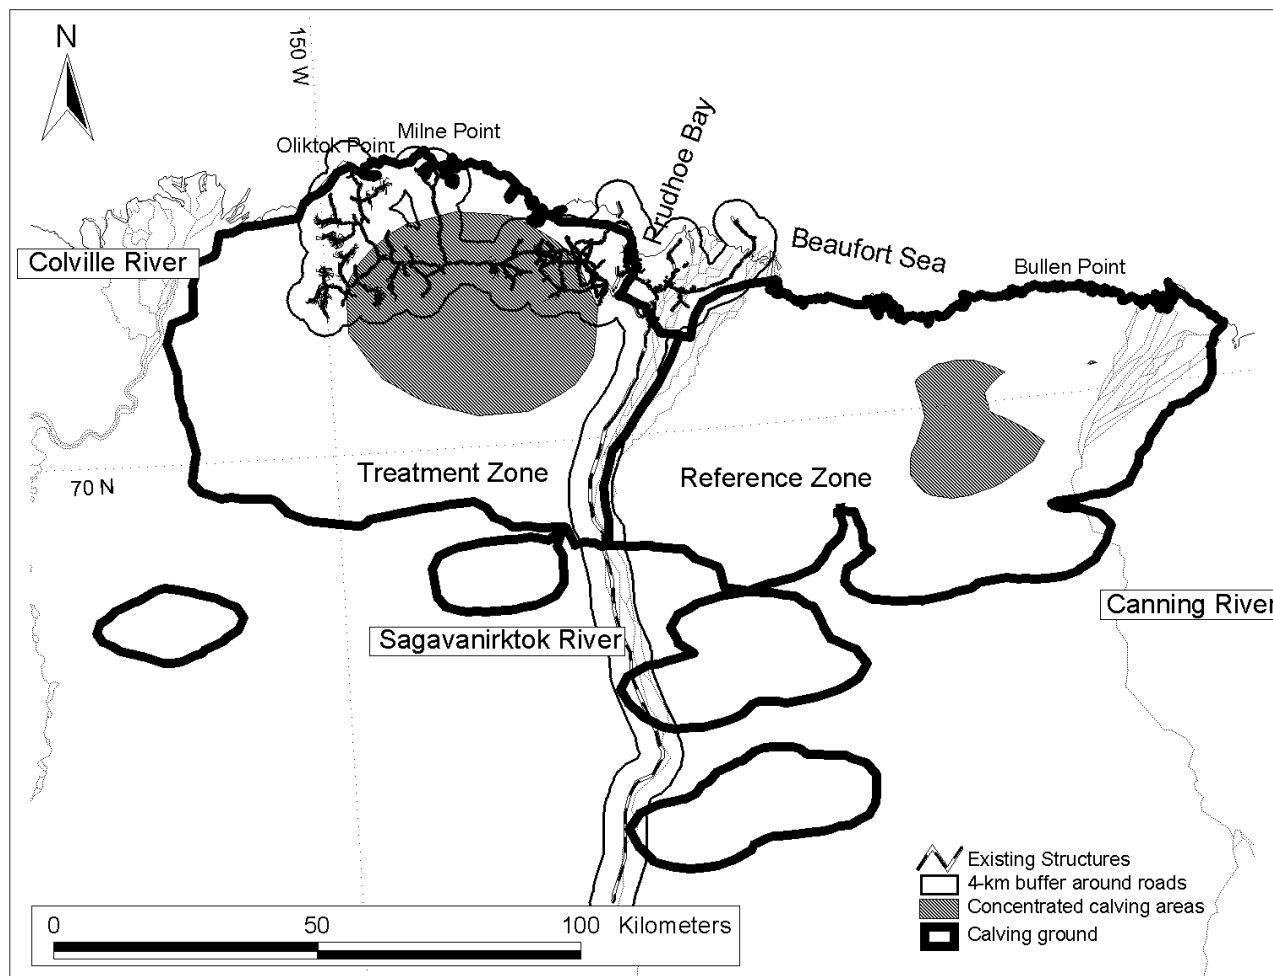 N
150 W
Oliktok Point
Milne Point
Prudhoe Bay
Beaufort Sea
Bullen Point
Colville River
70 N
Treatment Zone
Reference Zone
Canning River
Sagavanirktok River
Existing Structures
4-km buffer around roads
Concentrated calving areas
Calving ground
0 50 100 Kilometers